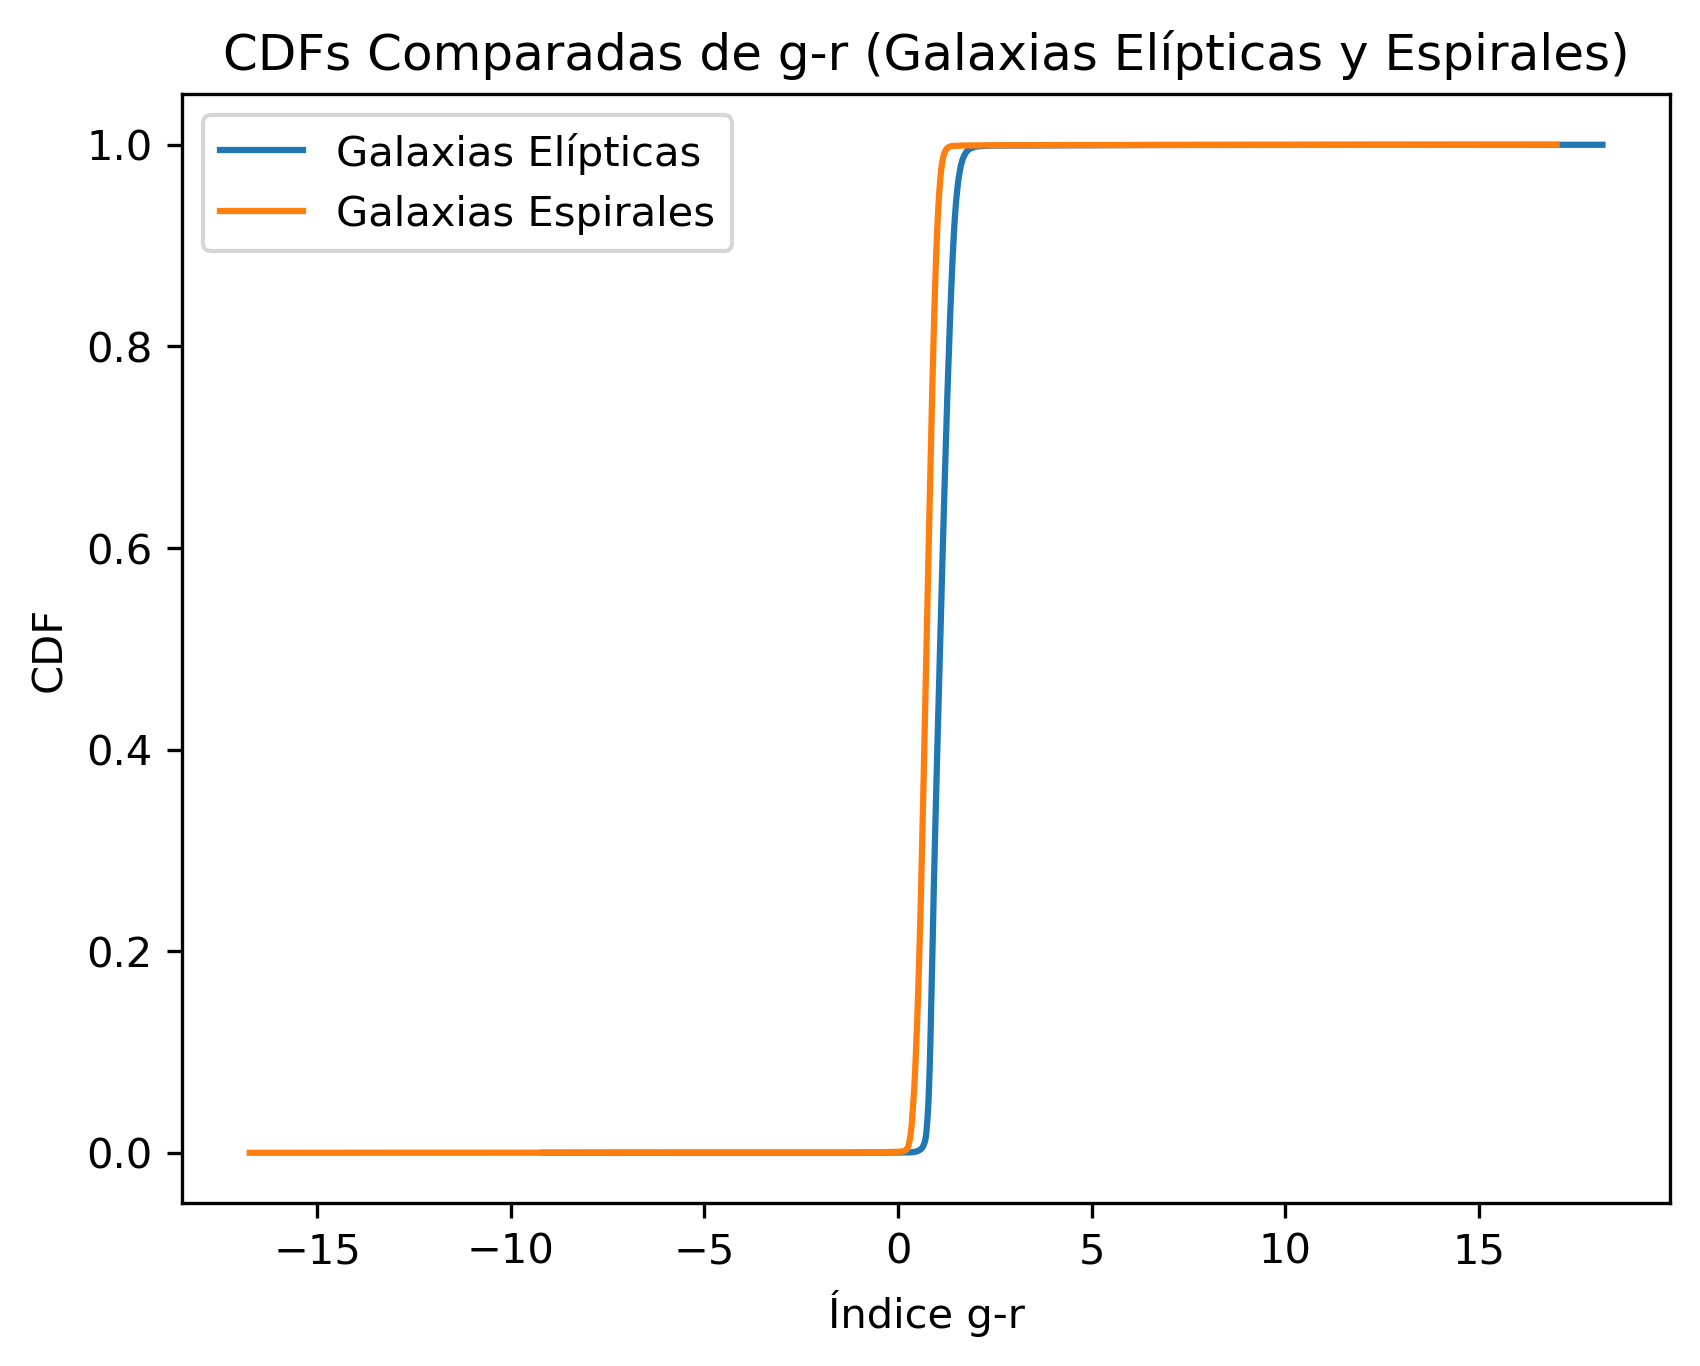 CDFs Comparadas de g-r (Galaxias Elípticas y Espirales)
Galaxias Elípticas
Galaxias Espirales
1.0
0.8
0.6
0.4
0.2
0.0
CDF
−15
−10
−5
0
5
10
15
Índice g-r